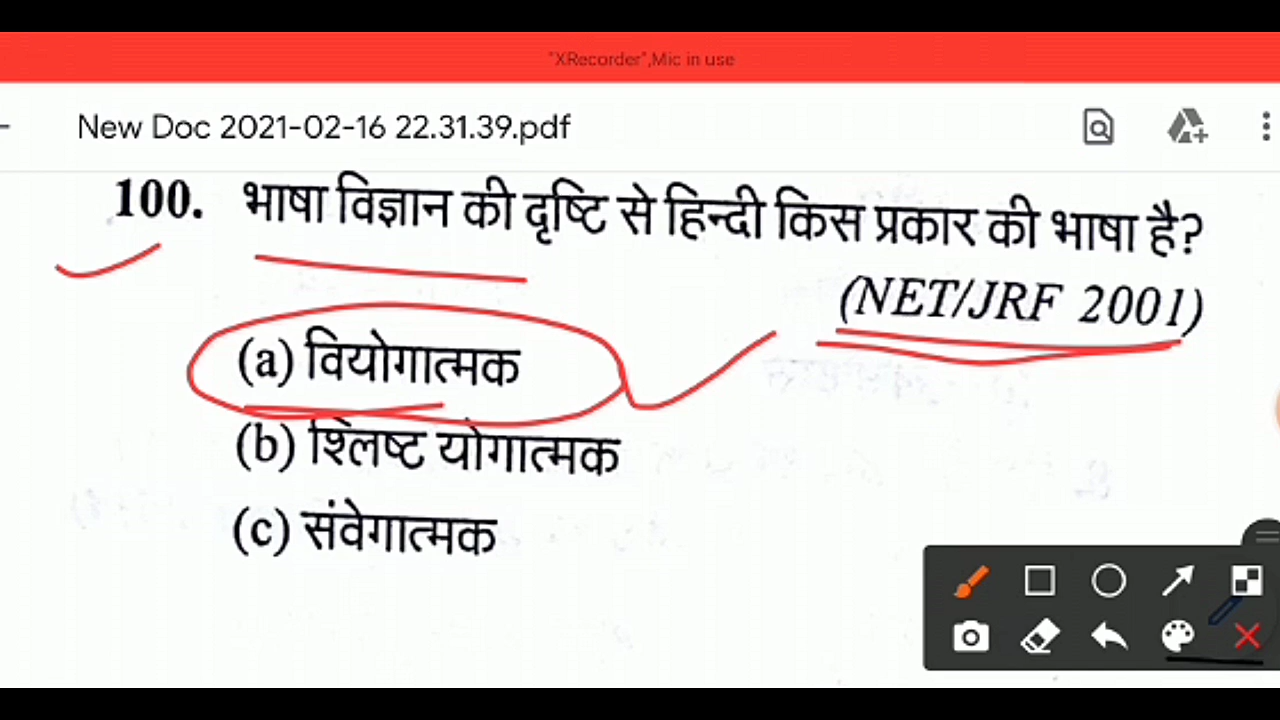 "XRecorder",Mic in use
New Doc 2021-02-16 22.31.39.pdf
100. भाषा विज्ञान की दृष्टि से हिन्दी किस प्रकार की भाषा है?
(NET/JRF 2001)
(a) वियोगात्मक
(b) श्लिष्ट योगात्मक
(c) संवेगात्मक